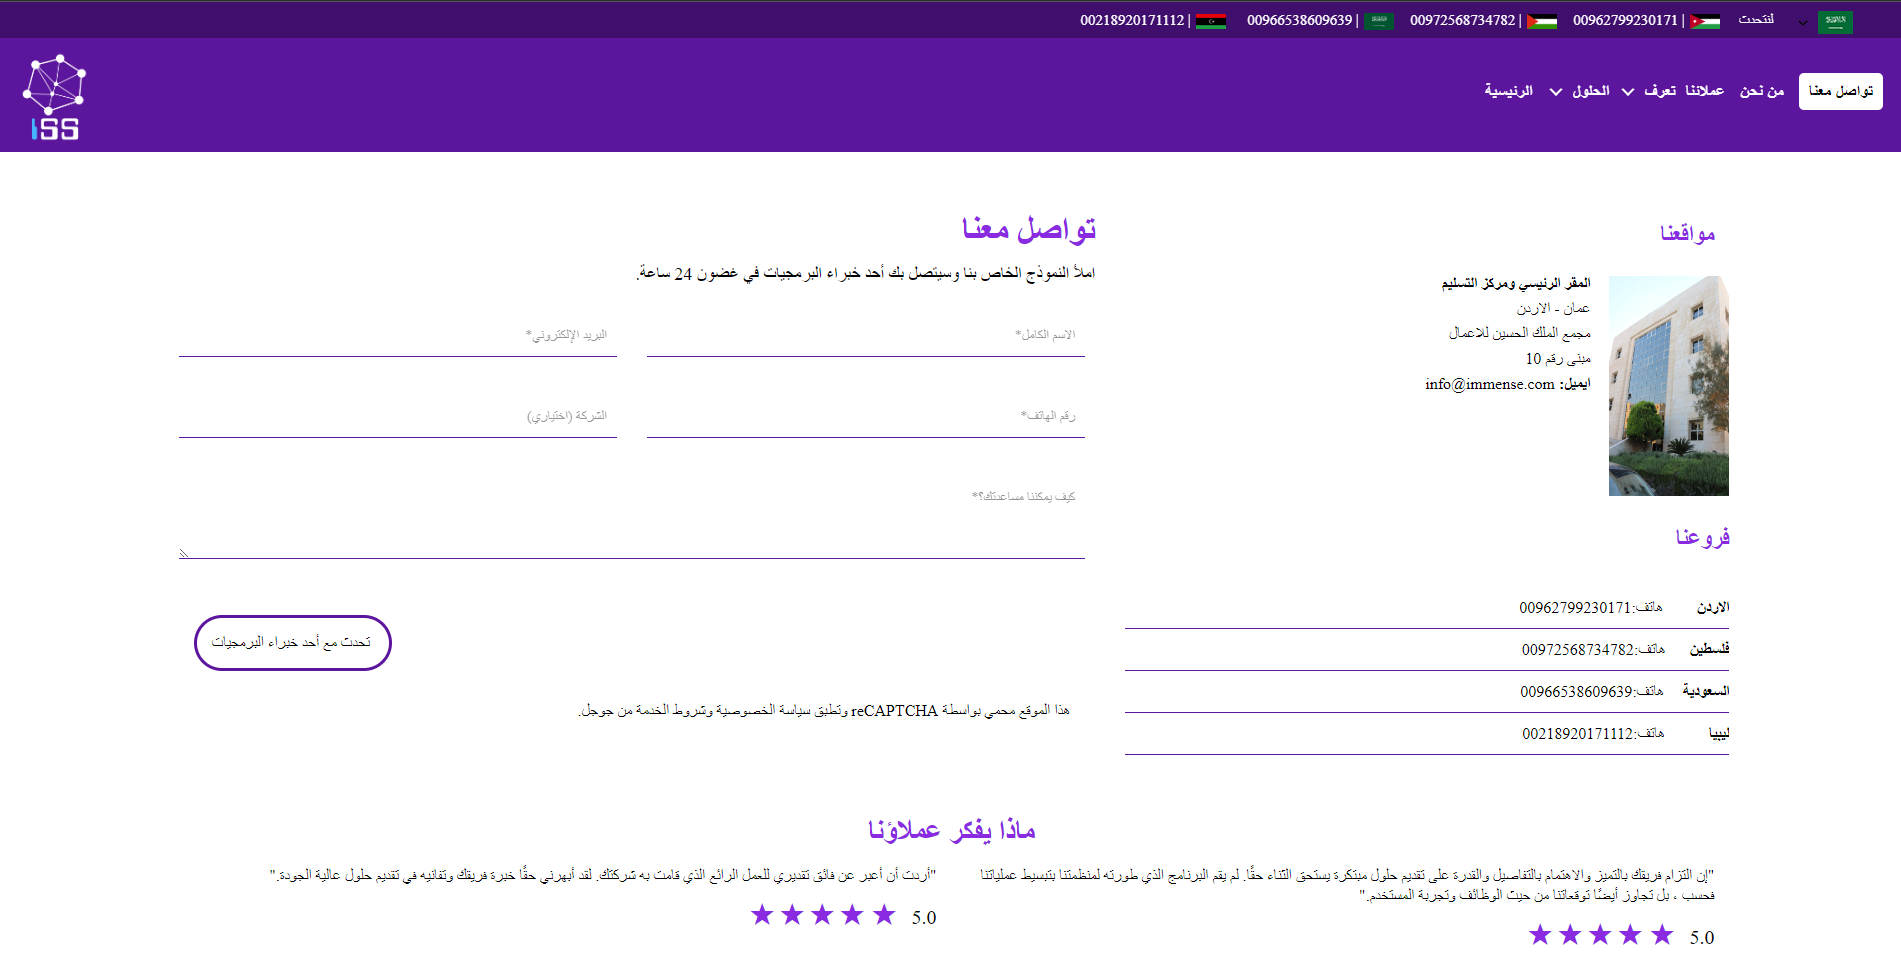 لنتحدث
00962799230171 |
00972568734782 |
00966538609639 |
00218920171112 |
تواصل معنا
من نحن
عملائنا
تعرف
الحلول
الرئيسية
ISS
مواقعنا
المقر الرئيسي ومركز التسليم
عمان - الاردن
مجمع الملك الحسين للاعمال
مبنى رقم 10
ايميل: info@immense.com
فروعنا
الاردن هاتف:00962799230171
فلسطين هاتف:00972568734782
السعودية هاتف:00966538609639
ليبيا هاتف:00218920171112
تواصل معنا
املأ النموذج الخاص بنا وسيتصل بك أحد خبراء البرمجيات في غضون 24 ساعة.
الاسم الكامل*
البريد الإلكتروني*
رقم الهاتف*
الشركة (اختياري)
كيف يمكننا مساعدتك؟*
تحدث مع أحد خبراء البرمجيات
هذا الموقع محمي بواسطة reCAPTCHA وتطبق سياسة الخصوصية وشروط الخدمة من جوجل.
ماذا يفكر عملاؤنا
"إن التزام فريقك بالتميز والاهتمام بالتفاصيل والقدرة على تقديم حلول مبتكرة يستحق الثناء حقًا. لم يقم البرنامج الذي طورته لمنظمتنا بتبسيط عملياتنا
فحسب ، بل تجاوز أيضًا توقعاتنا من حيث الوظائف وتجربة المستخدم."
5.0
"أردت أن أعبر عن فائق تقديري للعمل الرائع الذي قامت به شركتك. لقد أبهرني حقًا خبرة فريقك وتفانيه في تقديم حلول عالية الجودة."
5.0